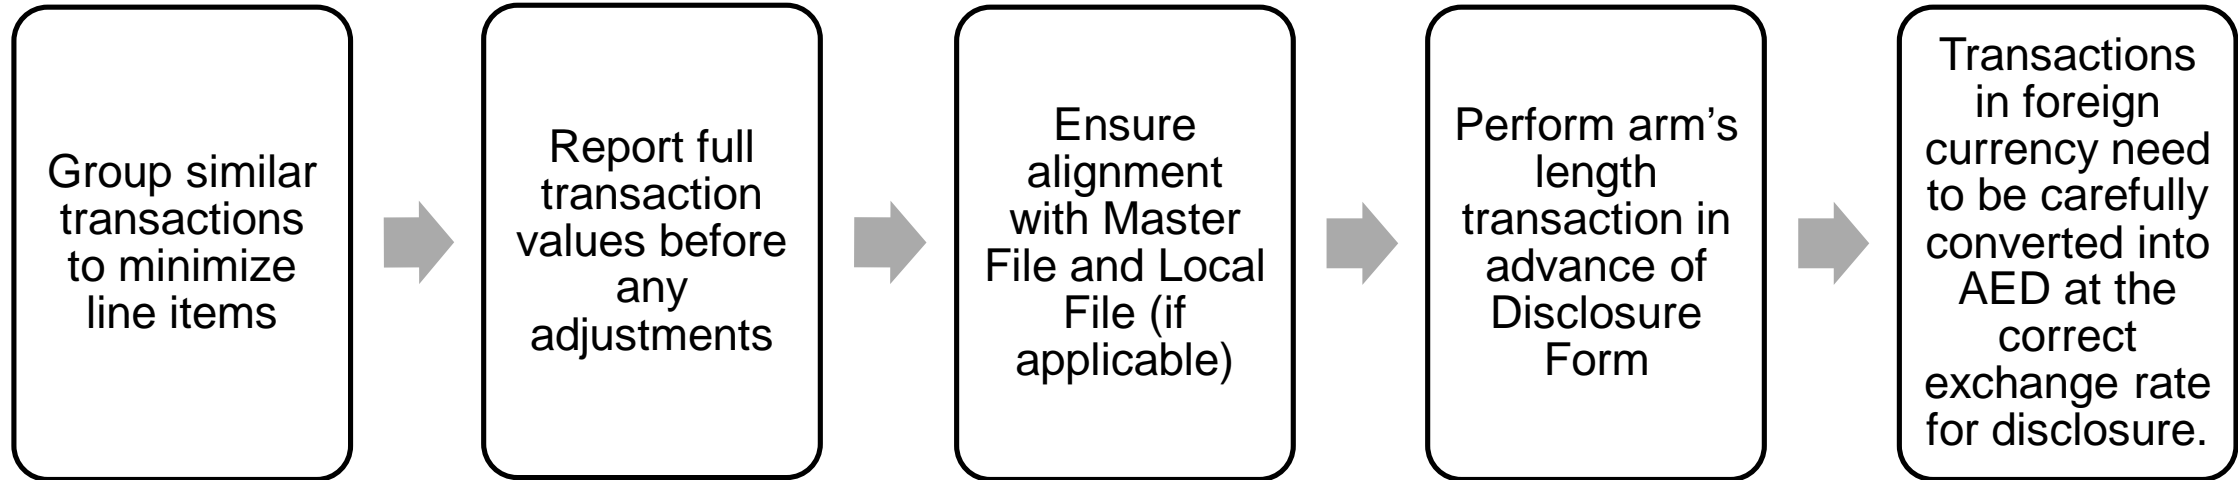 Group similar
transactions
to minimize
line items
Report full
transaction
values before
any
adjustments
Ensure
alignment
with Master
File and Local
File (if
applicable)
Perform arm’s
length
transaction in
advance of
Disclosure
Form
Transactions
in foreign
currency need
to be carefully
converted into
AED at the
correct
exchange rate
for disclosure.